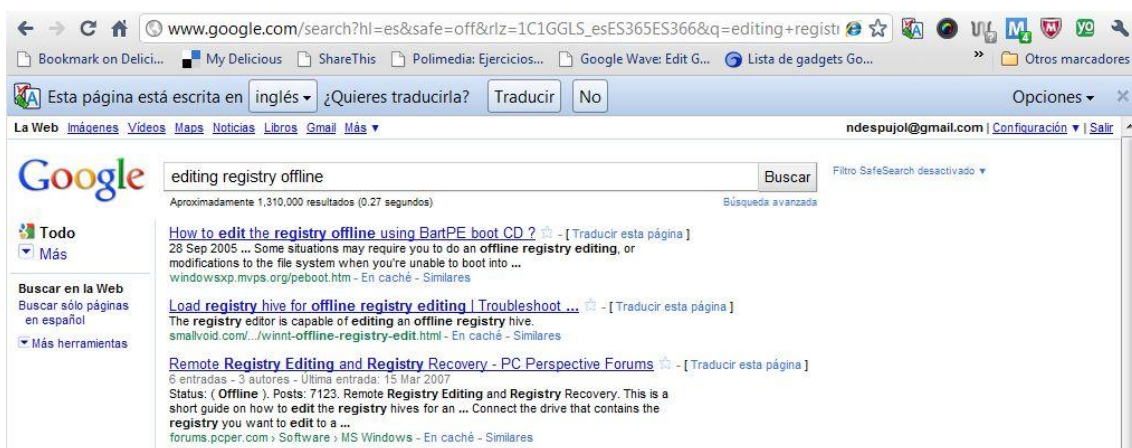 www.google.com/search?hl=es&safe=off&rlz=1C1GGLS_esES365ES366&q=editing+registr
Bookmark on Delici... My Delicious ShareThis Polimedia: Ejercicios... Google Wave: Edit G... Lista de gadgets Go... » Otros marcadores
Esta página está escrita en inglés ¿Quieres traducirla? Traducir No Opciones
La Web Imágenes Vídeos Maps Noticias Libros Gmail Más ndespujol@gmail.com | Configuración | Salir
Google editing registry offline Buscar Filtro SafeSearch desactivado
Aproximadamente 1,310,000 resultados (0.27 segundos) Búsqueda avanzada
Todo
Más
Buscar en la Web
Buscar sólo páginas
en español
Más herramientas
How to edit the registry offline using BartPE boot CD ? - [ Traducir esta página ]
28 Sep 2005 ... Some situations may require you to do an offline registry editing, or
modifications to the file system when you're unable to boot into ...
windowsxp.mvps.org/peboot.htm - En caché - Similares
Load registry hive for offline registry editing | Troubleshoot ... - [ Traducir esta página ]
The registry editor is capable of editing an offline registry hive.
smallvoid.com/.../winnt-offline-registry-edit.html - En caché - Similares
Remote Registry Editing and Registry Recovery - PC Perspective Forums - [ Traducir esta página ]
6 entradas - 3 autores - Última entrada: 15 Mar 2007
Status: ( Offline ). Posts: 7123. Remote Registry Editing and Registry Recovery. This is a
short guide on how to edit the registry hives for an ... Connect the drive that contains the
registry you want to edit to a ...
forums.pcper.com › Software › MS Windows - En caché - Similares